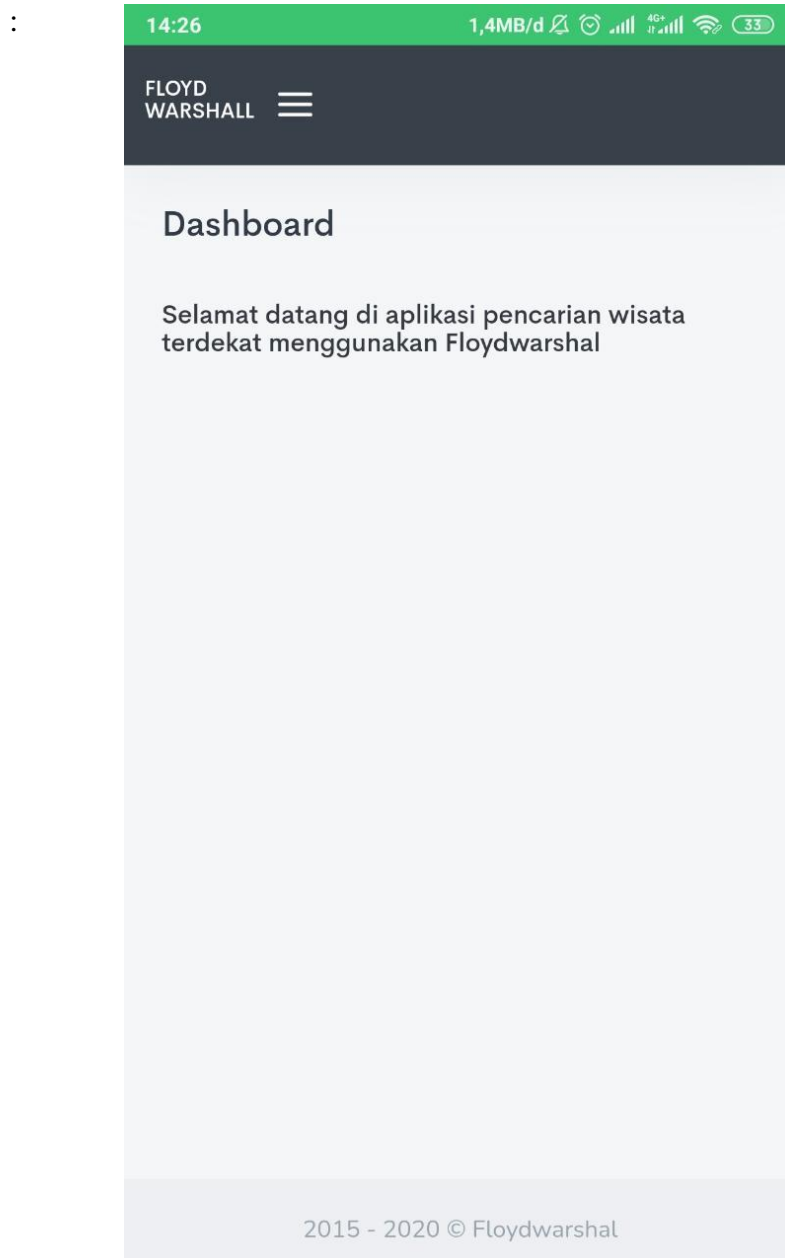 :
14:26 1,4MB/d 4G+ 33
FLOYD
WARSHALL
Dashboard
Selamat datang di aplikasi pencarian wisata
terdekat menggunakan Floydwarshal
2015 - 2020 © Floydwarshal